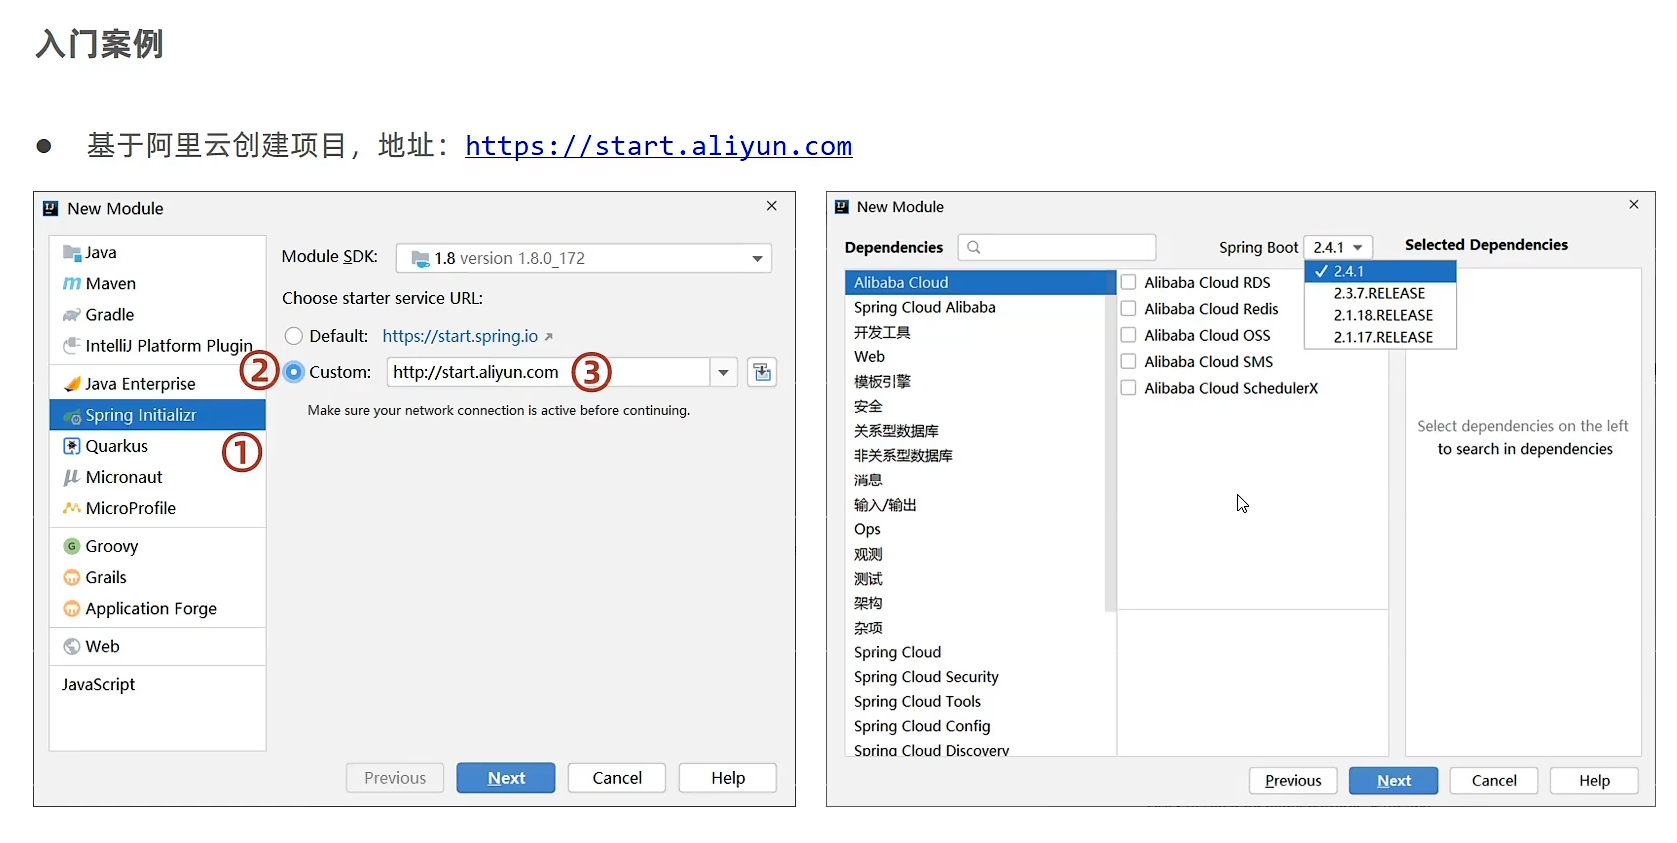 入门案例
● 基于阿里云创建项目，地址：https://start.aliyun.com
New Module
Java
Maven
Gradle
IntelliJ Platform Plugin
Java Enterprise
Spring Initializr
Quarkus
Micronaut
MicroProfile
Groovy
Grails
Application Forge
Web
JavaScript
①
②
Module SDK: 1.8 version 1.8.0_172
Choose starter service URL:
Default: https://start.spring.io
Custom: http://start.aliyun.com ③
Make sure your network connection is active before continuing.
Previous Next Cancel Help
New Module
Dependencies
Spring Boot 2.4.1
Selected Dependencies
✓ 2.4.1
2.3.7.RELEASE
2.1.18.RELEASE
2.1.17.RELEASE
Alibaba Cloud
Spring Cloud Alibaba
开发工具
Web
模板引擎
安全
关系型数据库
非关系型数据库
消息
输入/输出
Ops
观测
测试
架构
杂项
Spring Cloud
Spring Cloud Security
Spring Cloud Tools
Spring Cloud Config
Spring Cloud Discovery
Alibaba Cloud RDS
Alibaba Cloud Redis
Alibaba Cloud OSS
Alibaba Cloud SMS
Alibaba Cloud SchedulerX
Select dependencies on the left
to search in dependencies
Previous Next Cancel Help